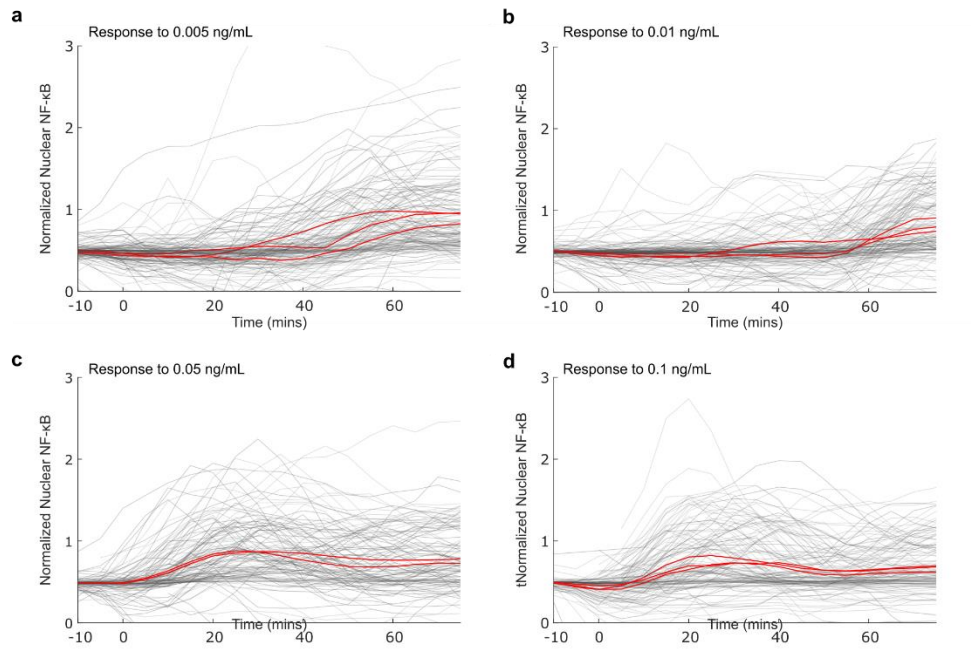 a
Response to 0.005 ng/mL
3
2
1
0
Normalized Nuclear NF-κB
-10 0 20 40 60
Time (mins)
b
Response to 0.01 ng/mL
3
2
1
0
Normalized Nuclear NF-κB
-10 0 20 40 60
Time (mins)
c
Response to 0.05 ng/mL
3
2
1
0
Normalized Nuclear NF-κB
Time (mins)
-10 0 20 40 60
d
Response to 0.1 ng/mL
3
2
1
0
tNormalized Nuclear NF-κB
Time (mins)
-10 0 20 40 60